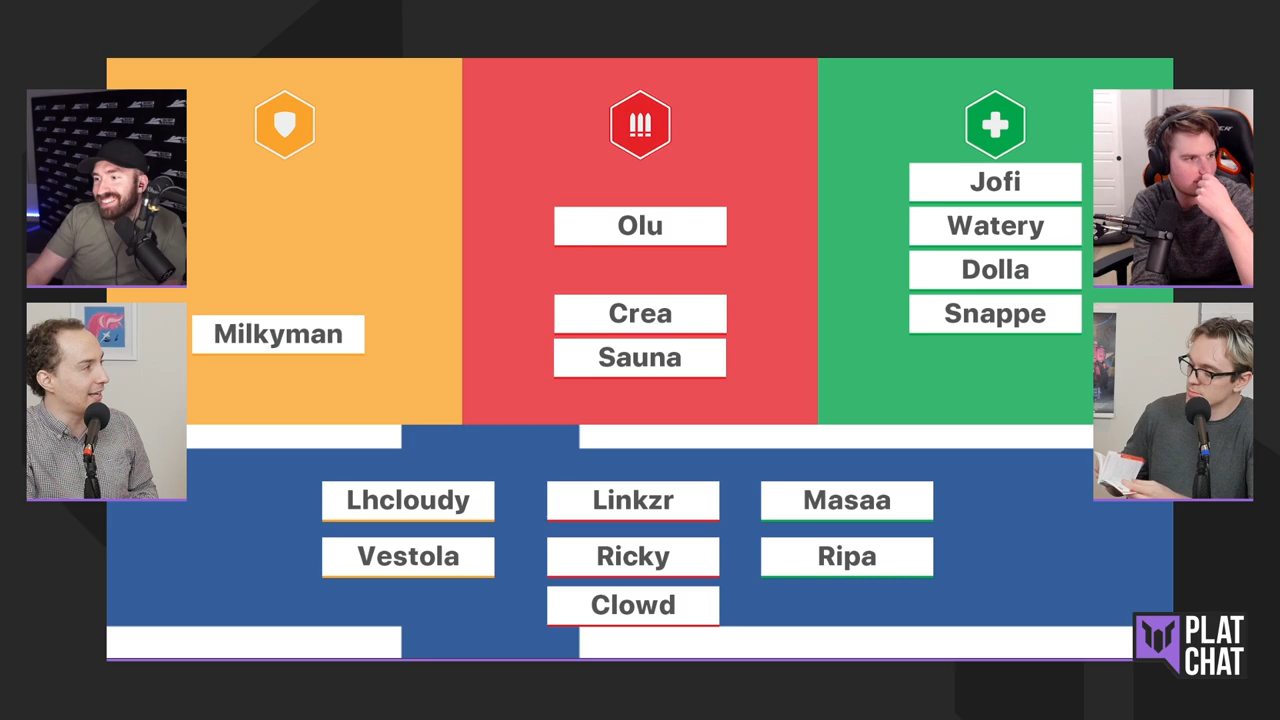 Jofi
Olu
Watery
Dolla
Crea
Snappe
Milkyman
Sauna
Lhcloudy
Linkzr
Masaa
Vestola
Ricky
Ripa
Clowd
PLAT
CHAT